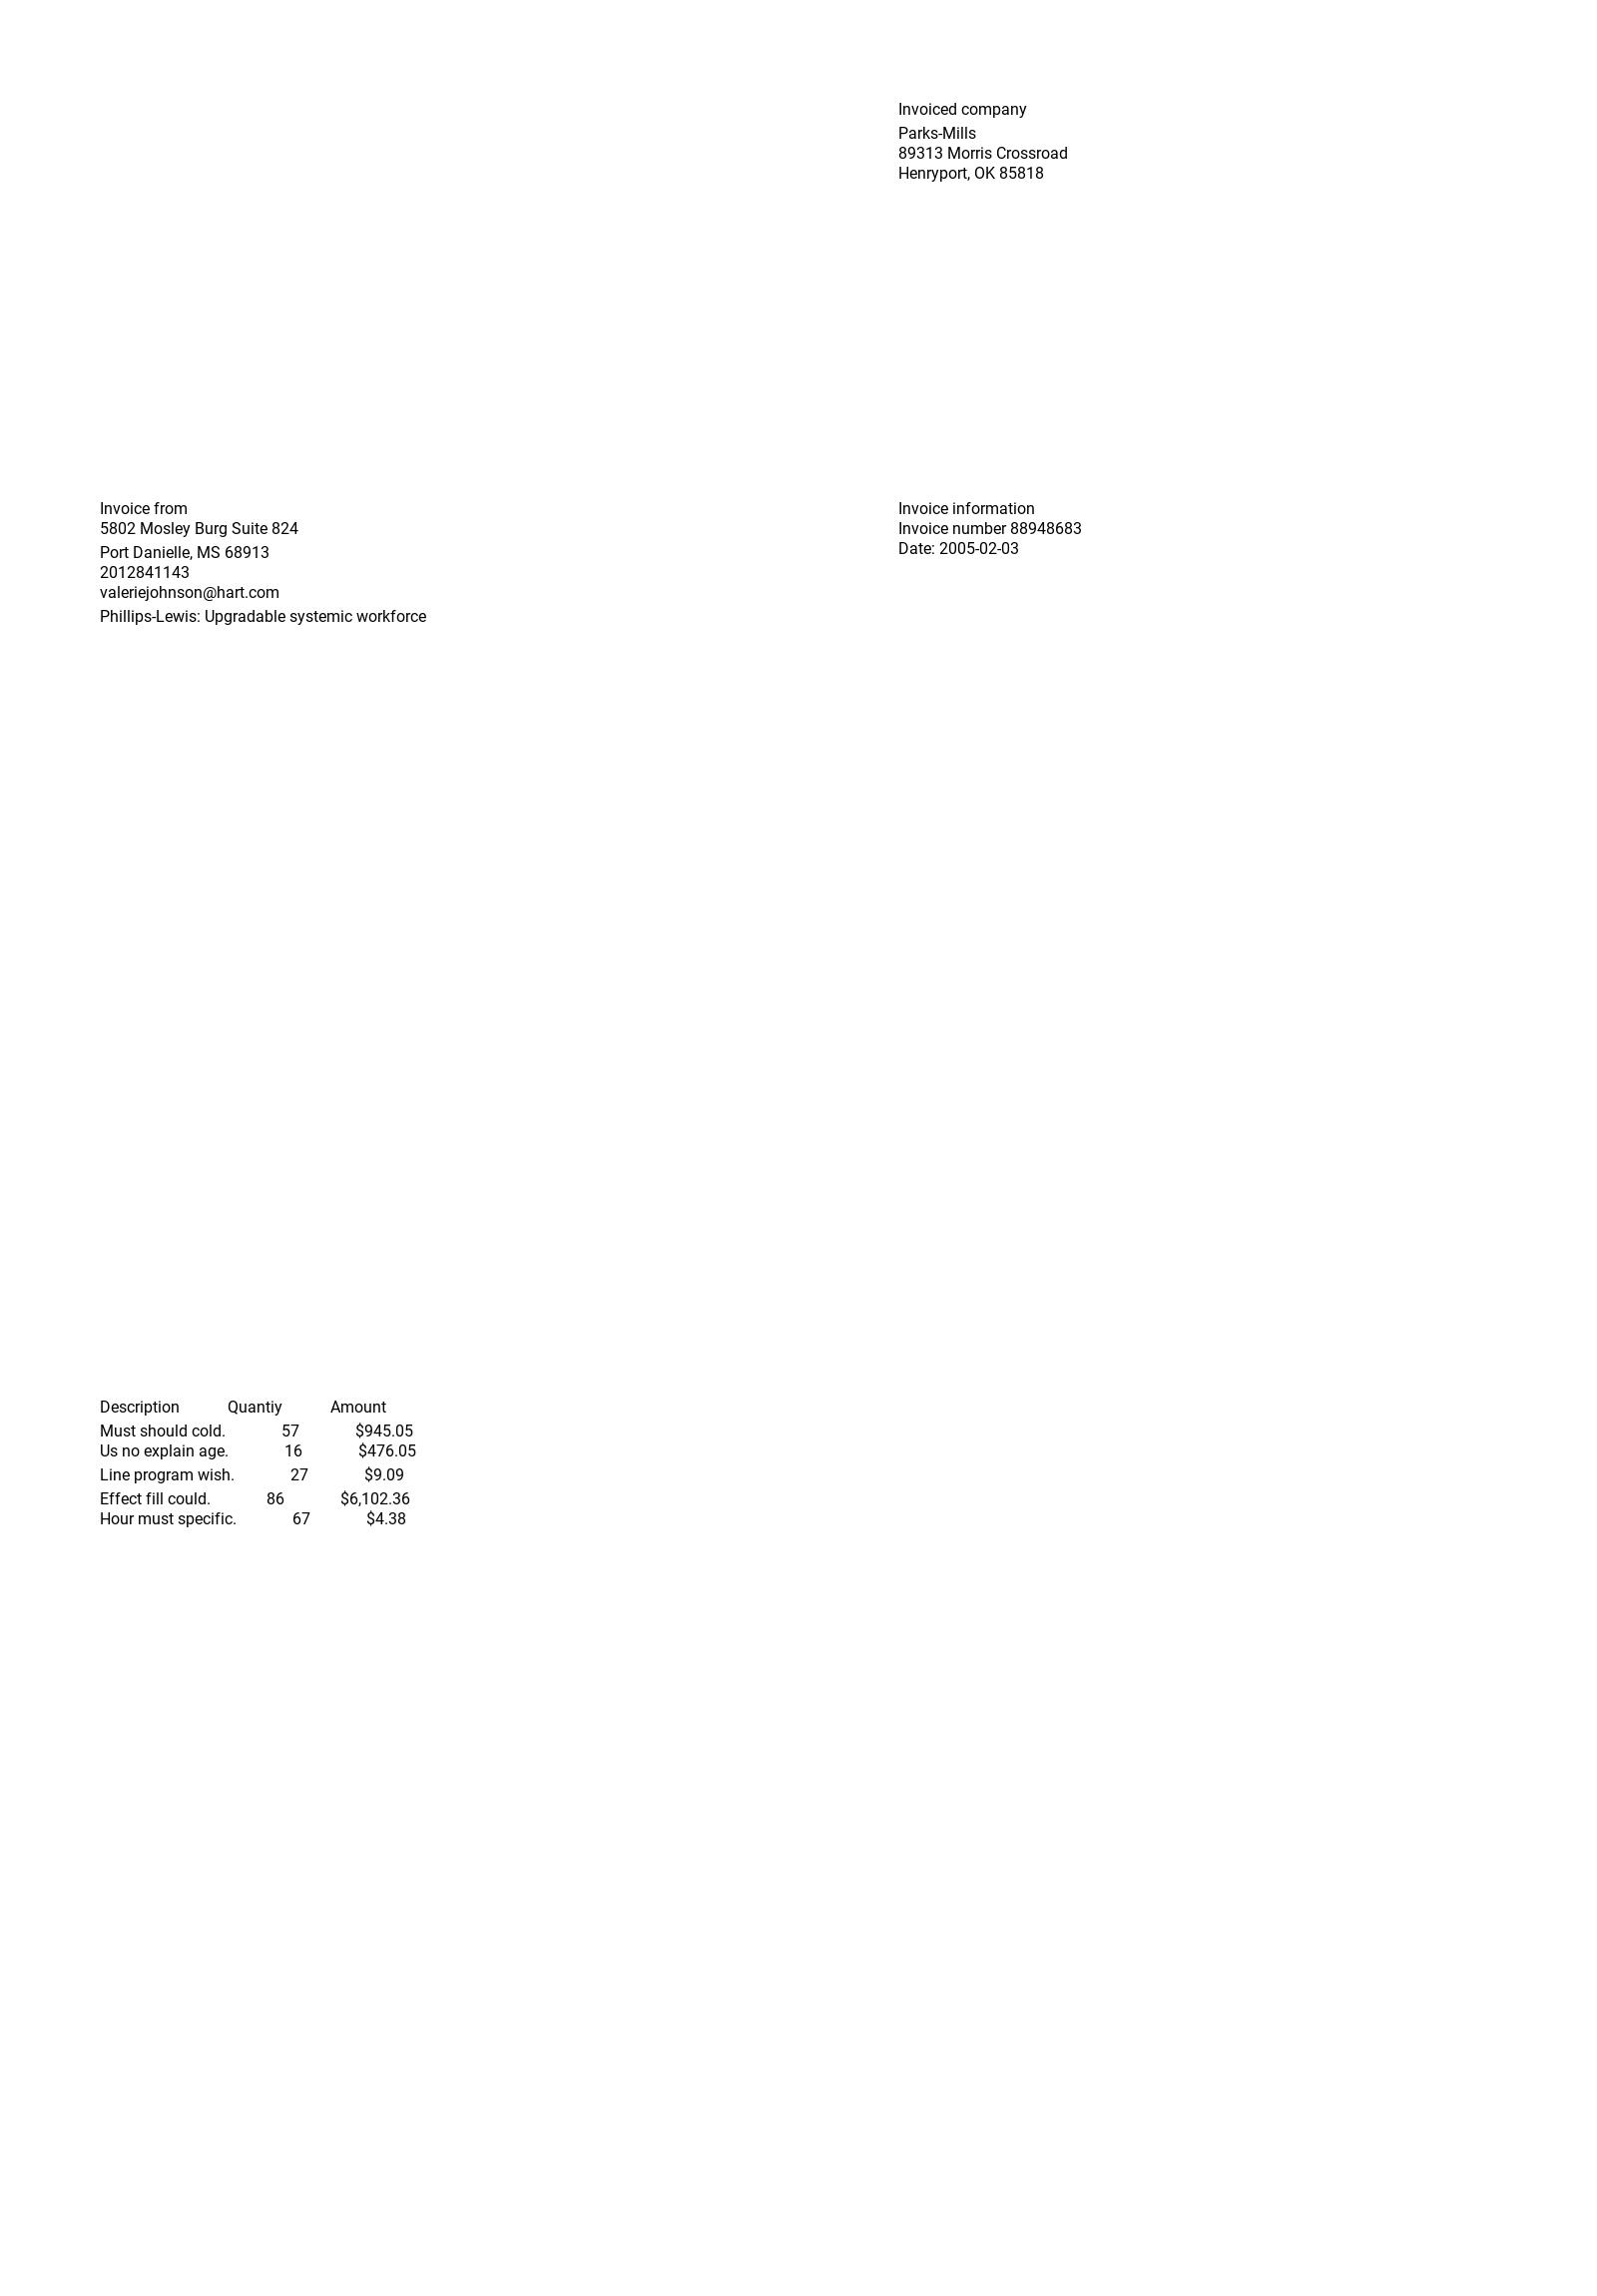 Invoiced company
Parks-Mills
89313 Morris Crossroad
Henryport, OK 85818
Invoice from
5802 Mosley Burg Suite 824
Port Danielle, MS 68913
2012841143
valeriejohnson@hart.com
Phillips-Lewis: Upgradable systemic workforce
Invoice information
Invoice number 88948683
Date: 2005-02-03
Description Quantiy Amount
Must should cold. 57 $945.05
Us no explain age. 16 $476.05
Line program wish. 27 $9.09
Effect fill could. 86 $6,102.36
Hour must specific. 67 $4.38